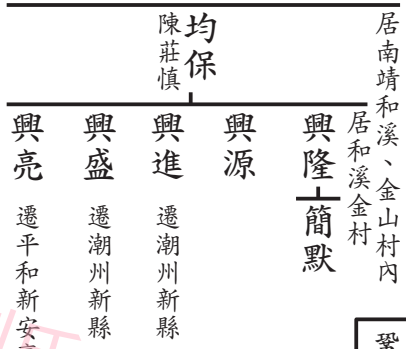 居南靖和溪、金山村內
居和溪金村
均保
陳莊慎
興隆
簡默
興源
興進
遷潮州新縣
興盛
遷潮州新縣
興亮
遷平和新安